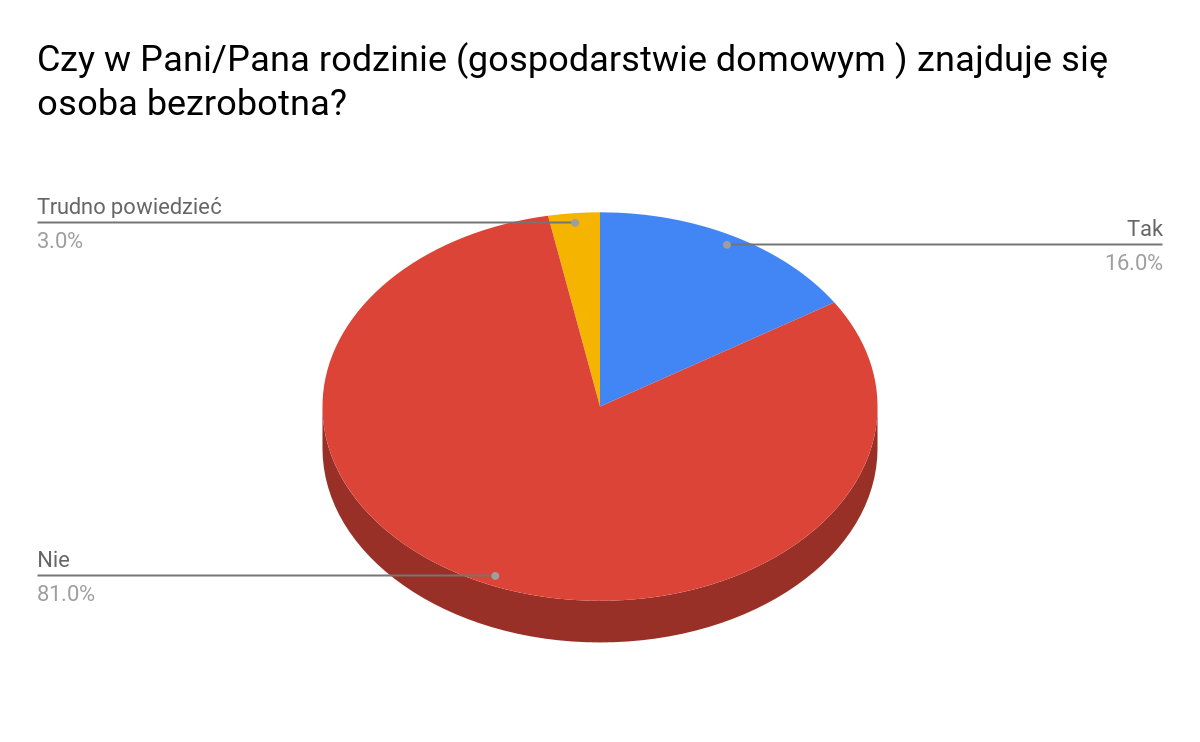 Czy w Pani/Pana rodzinie (gospodarstwie domowym ) znajduje się
osoba bezrobotna?
Trudno powiedzieć
3.0%
Tak
16.0%
Nie
81.0%